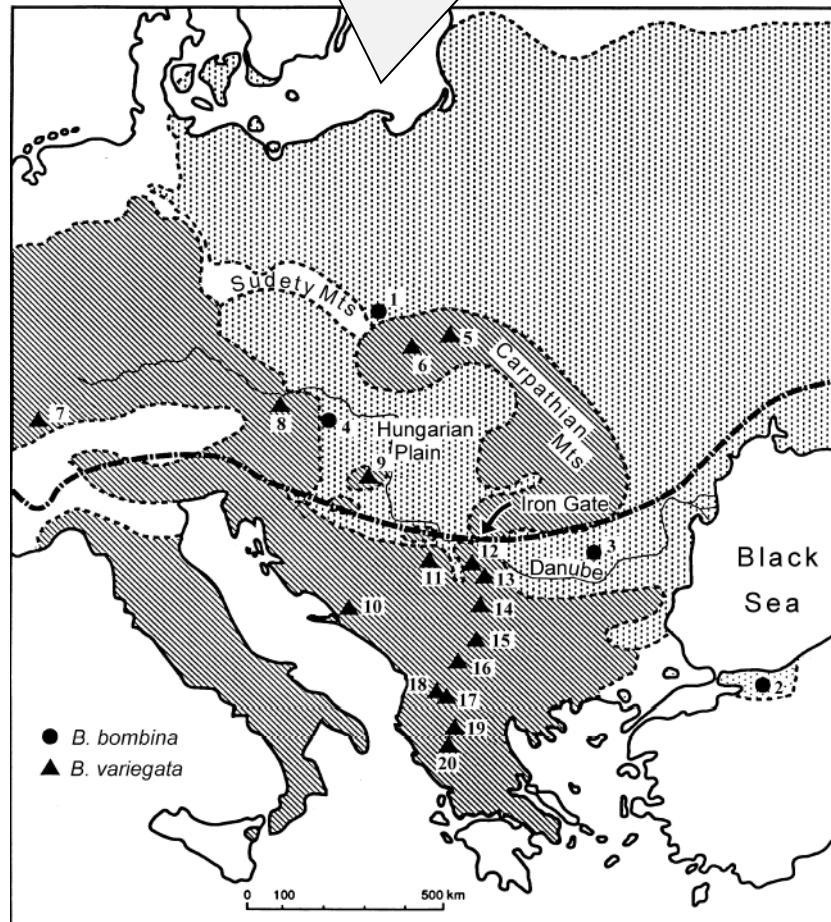 Sudety Mts
1
5
6
Carpathian
Mts
7
8
4
Hungarian
Plain
9
Iron Gate
12
3
11
13
Danube
Black
Sea
10
14
15
16
18
17
2
19
20
B. bombina
B. variegata
0 100 500 km